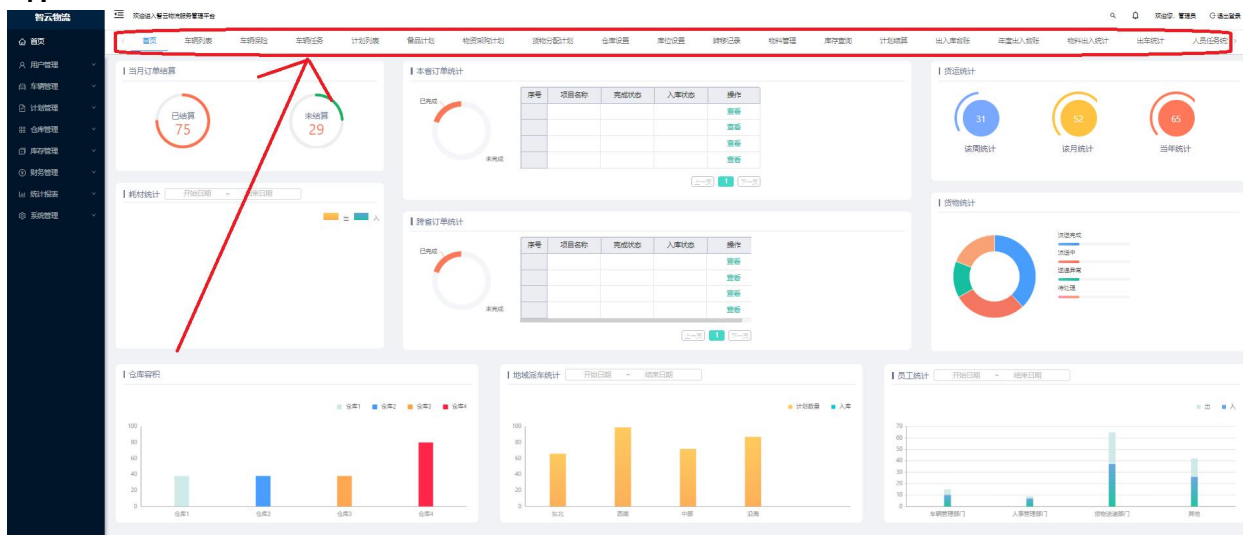 智云物流
欢迎进入智云物流服务管理平台
欢迎您，管理员
退出登录
首页
用户管理
车辆管理
计划管理
仓库管理
库存管理
财务管理
统计报表
系统管理
首页 车辆列表 车辆保险 车辆任务 计划列表 备品计划 物资采购计划 货物分配计划 仓库设置 库位设置 转移记录 物料管理 库存查询 计划结算 出入库台账 年度出入台账 物料出入统计 出车统计 人员任务统
当月订单结算
已结算
75
未结算
29
耗材统计 开始日期 ~ 结束日期
出 入
本省订单统计
已完成
未完成
序号 项目名称 完成状态 入库状态 操作
查看
查看
查看
查看
上一页 1 下一页
跨省订单统计
已完成
未完成
序号 项目名称 完成状态 入库状态 操作
查看
查看
查看
查看
上一页 1 下一页
货运统计
31 52 65
该周统计 该月统计 当年统计
货物统计
派送完成
派送中
运送异常
待处理
仓库容积
仓库1 仓库2 仓库3 仓库4
100
80
60
40
20
0
仓库1 仓库2 仓库3 仓库4
地域派车统计 开始日期 ~ 结束日期
计划数量 入库
100
80
60
40
20
0
东北 西南 中部 沿海
员工统计 开始日期 ~ 结束日期
出 入
70
60
50
40
30
20
10
0
车辆管理部门 人事管理部门 货物派送部门 其他